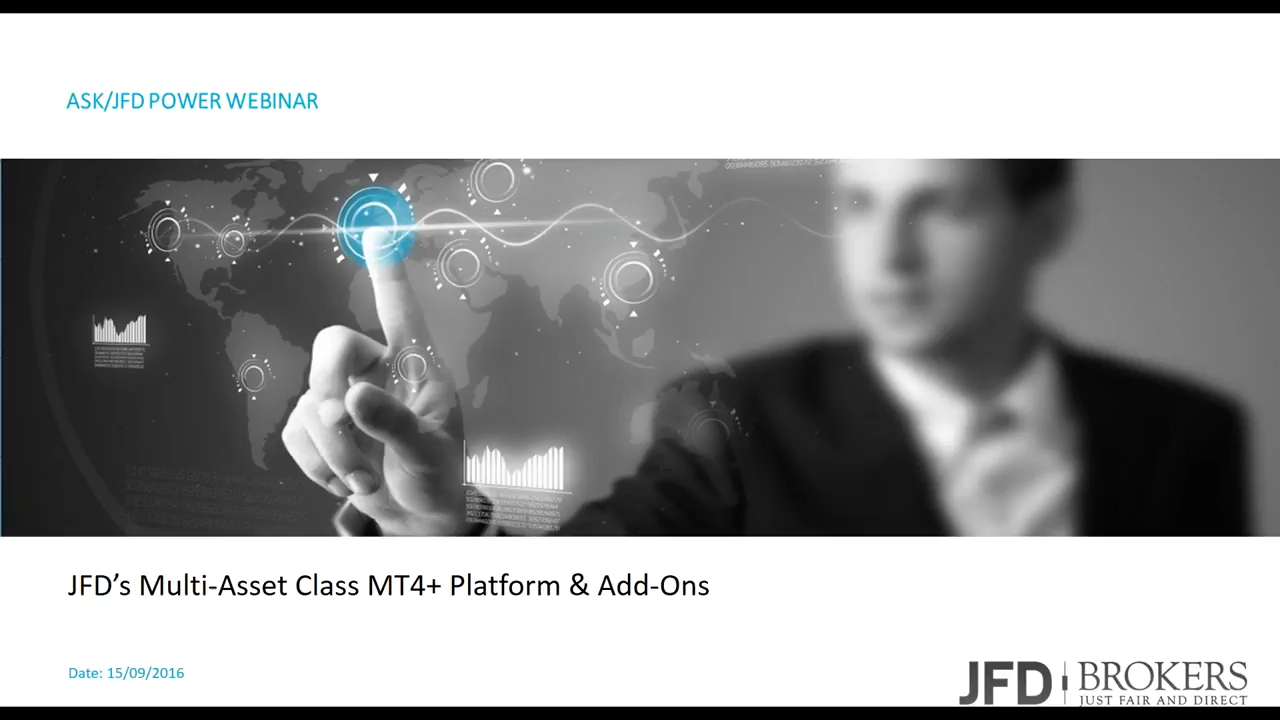 ASK/JFD POWER WEBINAR
JFD’s Multi-Asset Class MT4+ Platform & Add-Ons
Date: 15/09/2016
JFD BROKERS
JUST FAIR AND DIRECT